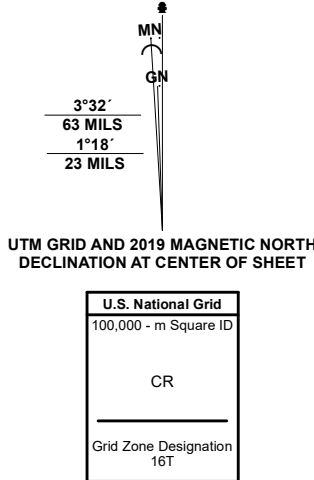 MN
GN
3°32´
63 MILS
1°18´
23 MILS
UTM GRID AND 2019 MAGNETIC NORTH
DECLINATION AT CENTER OF SHEET
U.S. National Grid
100,000 - m Square ID
CR
Grid Zone Designation
16T